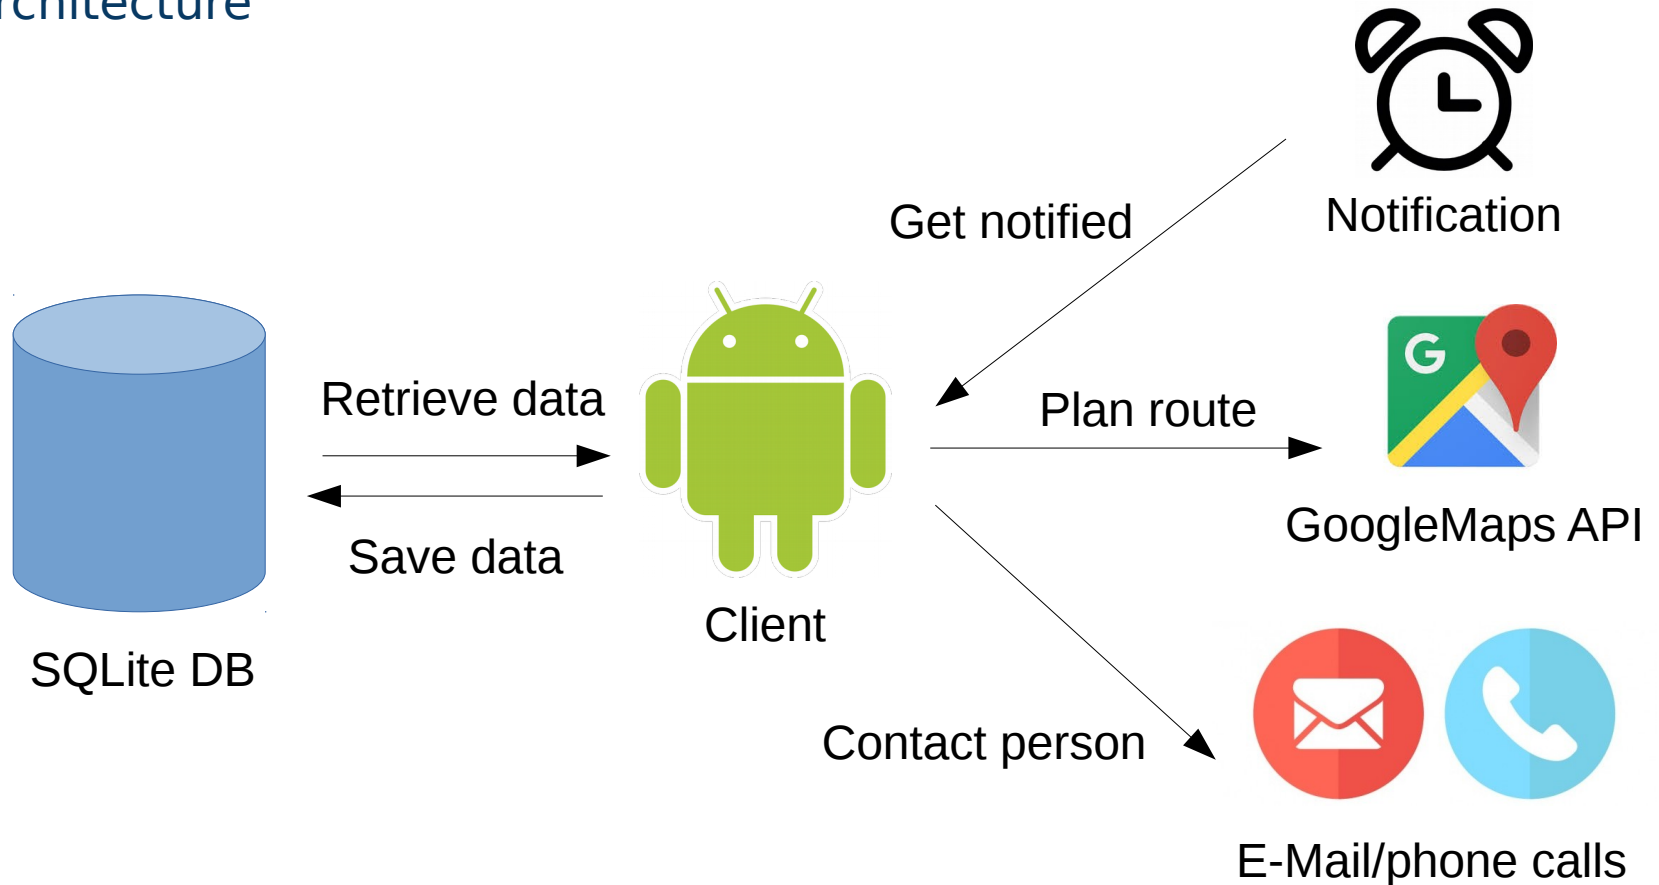 rchitecture
Notification
Get notified
G
Retrieve data
Plan route
GoogleMaps API
Save data
Client
SQLite DB
Contact person
E-Mail/phone calls